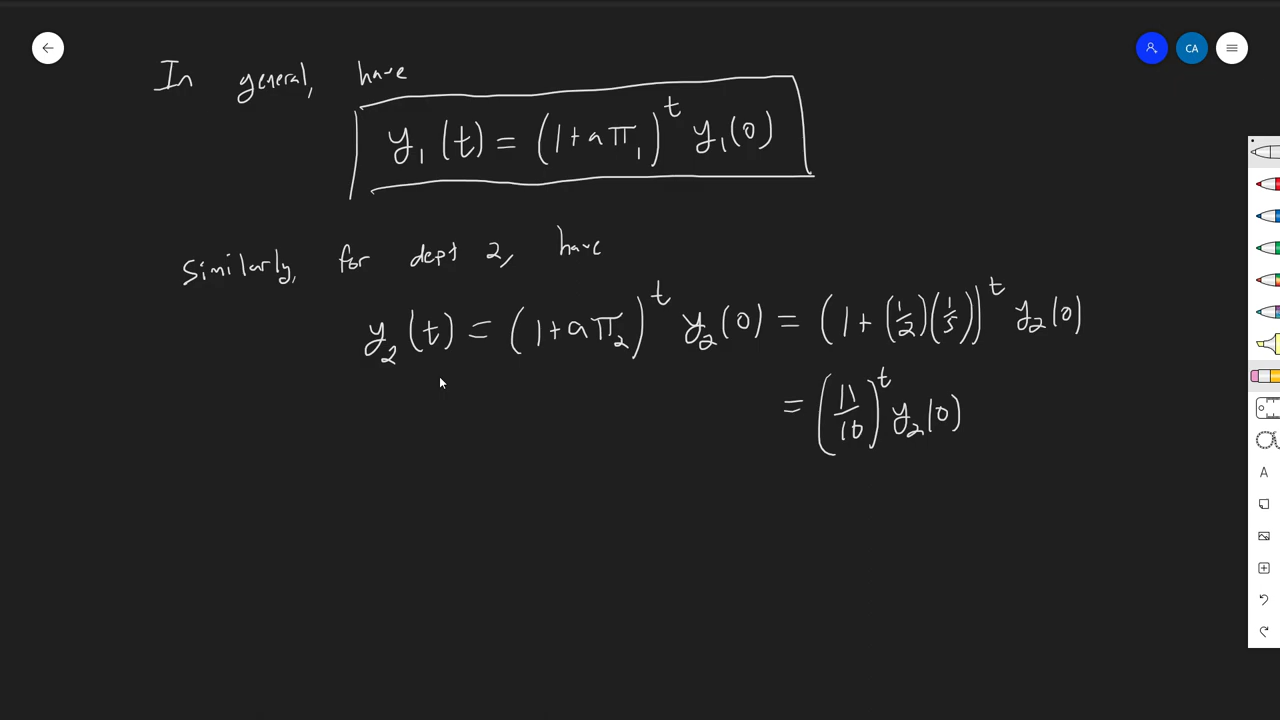 CA
In general, have
y₁(t) = (1+aπ₁)ᵗ y₁(0)
Similarly, for dept 2, have
y₂(t) = (1+aπ₂)ᵗ y₂(0) = (1+(1/2)(1/5))ᵗ y₂(0)
= (11/10)ᵗ y₂(0)
A